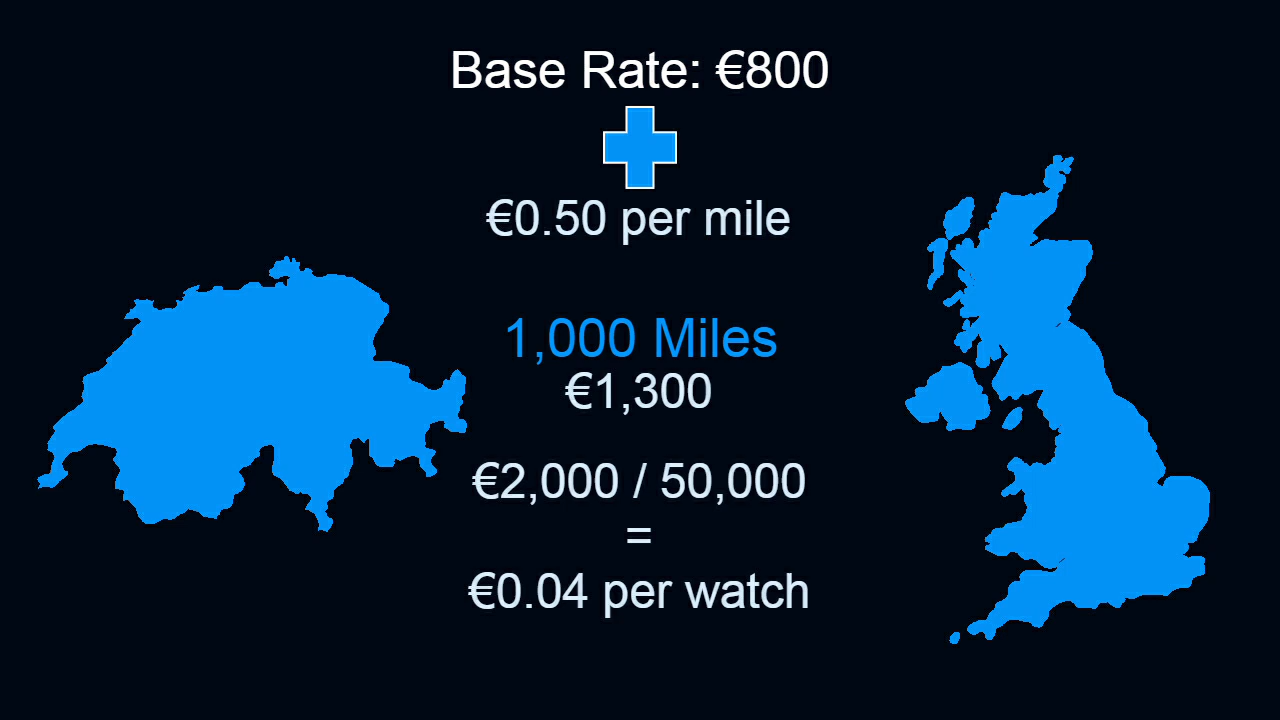 Base Rate: €800
€0.50 per mile
1,000 Miles
€1,300
€2,000 / 50,000
=
€0.04 per watch